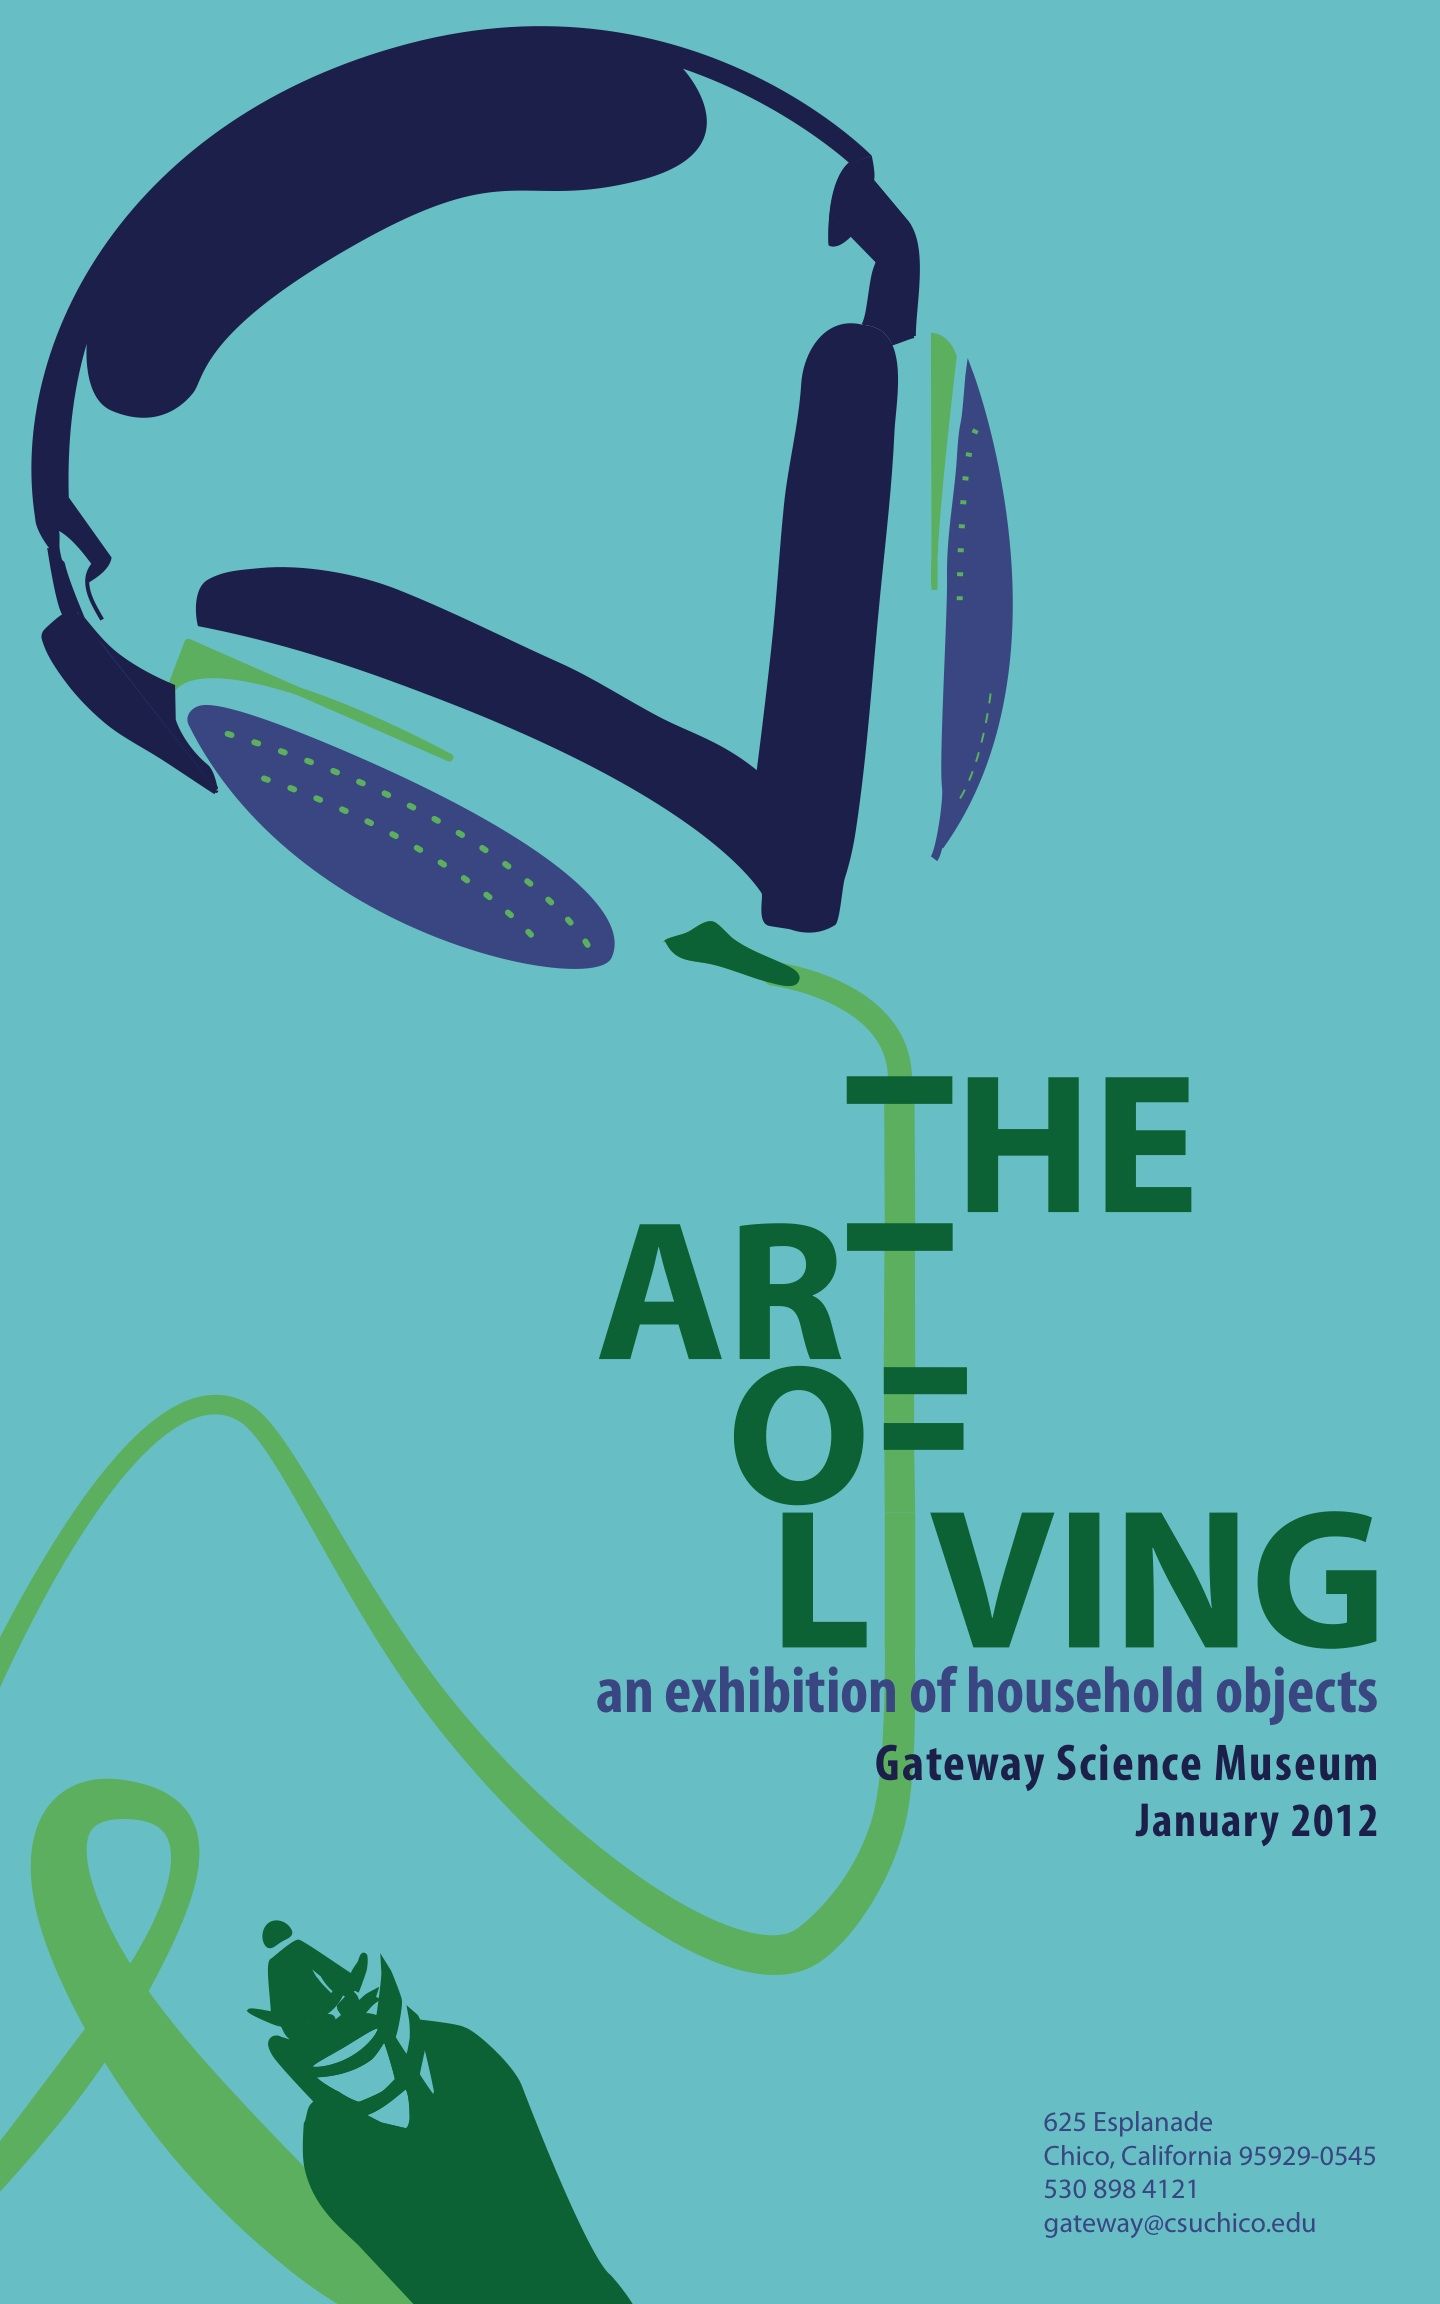 THE
ART
OF
LIVING
an exhibition of household objects
Gateway Science Museum
January 2012
625 Esplanade
Chico, California 95929-0545
530 898 4121
gateway@csuchico.edu